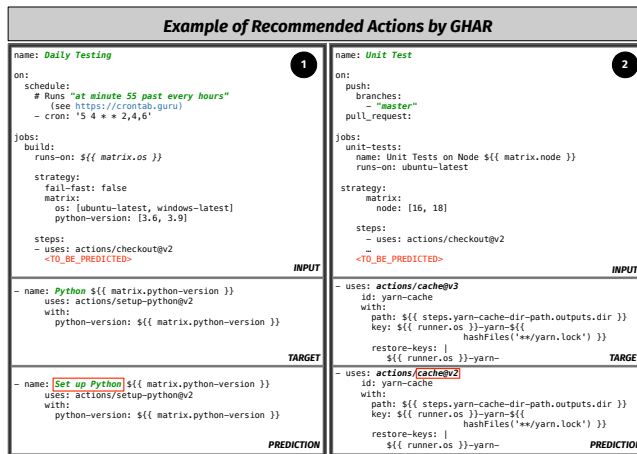 Example of Recommended Actions by GHAR
1
name: Daily Testing
on:
schedule:
# Runs "at minute 55 past every hours"
(see https://crontab.guru)
- cron: '5 4 * * 2,4,6'
jobs:
build:
runs-on: ${{ matrix.os }}
strategy:
fail-fast: false
matrix:
os: [ubuntu-latest, windows-latest]
python-version: [3.6, 3.9]
steps:
- uses: actions/checkout@v2
<TO_BE_PREDICTED>
INPUT
- name: Python ${{ matrix.python-version }}
uses: actions/setup-python@v2
with:
python-version: ${{ matrix.python-version }}
TARGET
- name: Set up Python ${{ matrix.python-version }}
uses: actions/setup-python@v2
with:
python-version: ${{ matrix.python-version }}
PREDICTION
2
name: Unit Test
on:
push:
branches:
- "master"
pull_request:
jobs:
unit-tests:
name: Unit Tests on Node ${{ matrix.node }}
runs-on: ubuntu-latest
strategy:
matrix:
node: [16, 18]
steps:
- uses: actions/checkout@v2
…
<TO_BE_PREDICTED>
INPUT
- uses: actions/cache@v3
id: yarn-cache
with:
path: ${{ steps.yarn-cache-dir-path.outputs.dir }}
key: ${{ runner.os }}-yarn-${{
hashFiles('**/yarn.lock') }}
restore-keys: |
${{ runner.os }}-yarn-
TARGET
- uses: actions/cache@v2
id: yarn-cache
with:
path: ${{ steps.yarn-cache-dir-path.outputs.dir }}
key: ${{ runner.os }}-yarn-${{
hashFiles('**/yarn.lock') }}
restore-keys: |
${{ runner.os }}-yarn-
PREDICTION